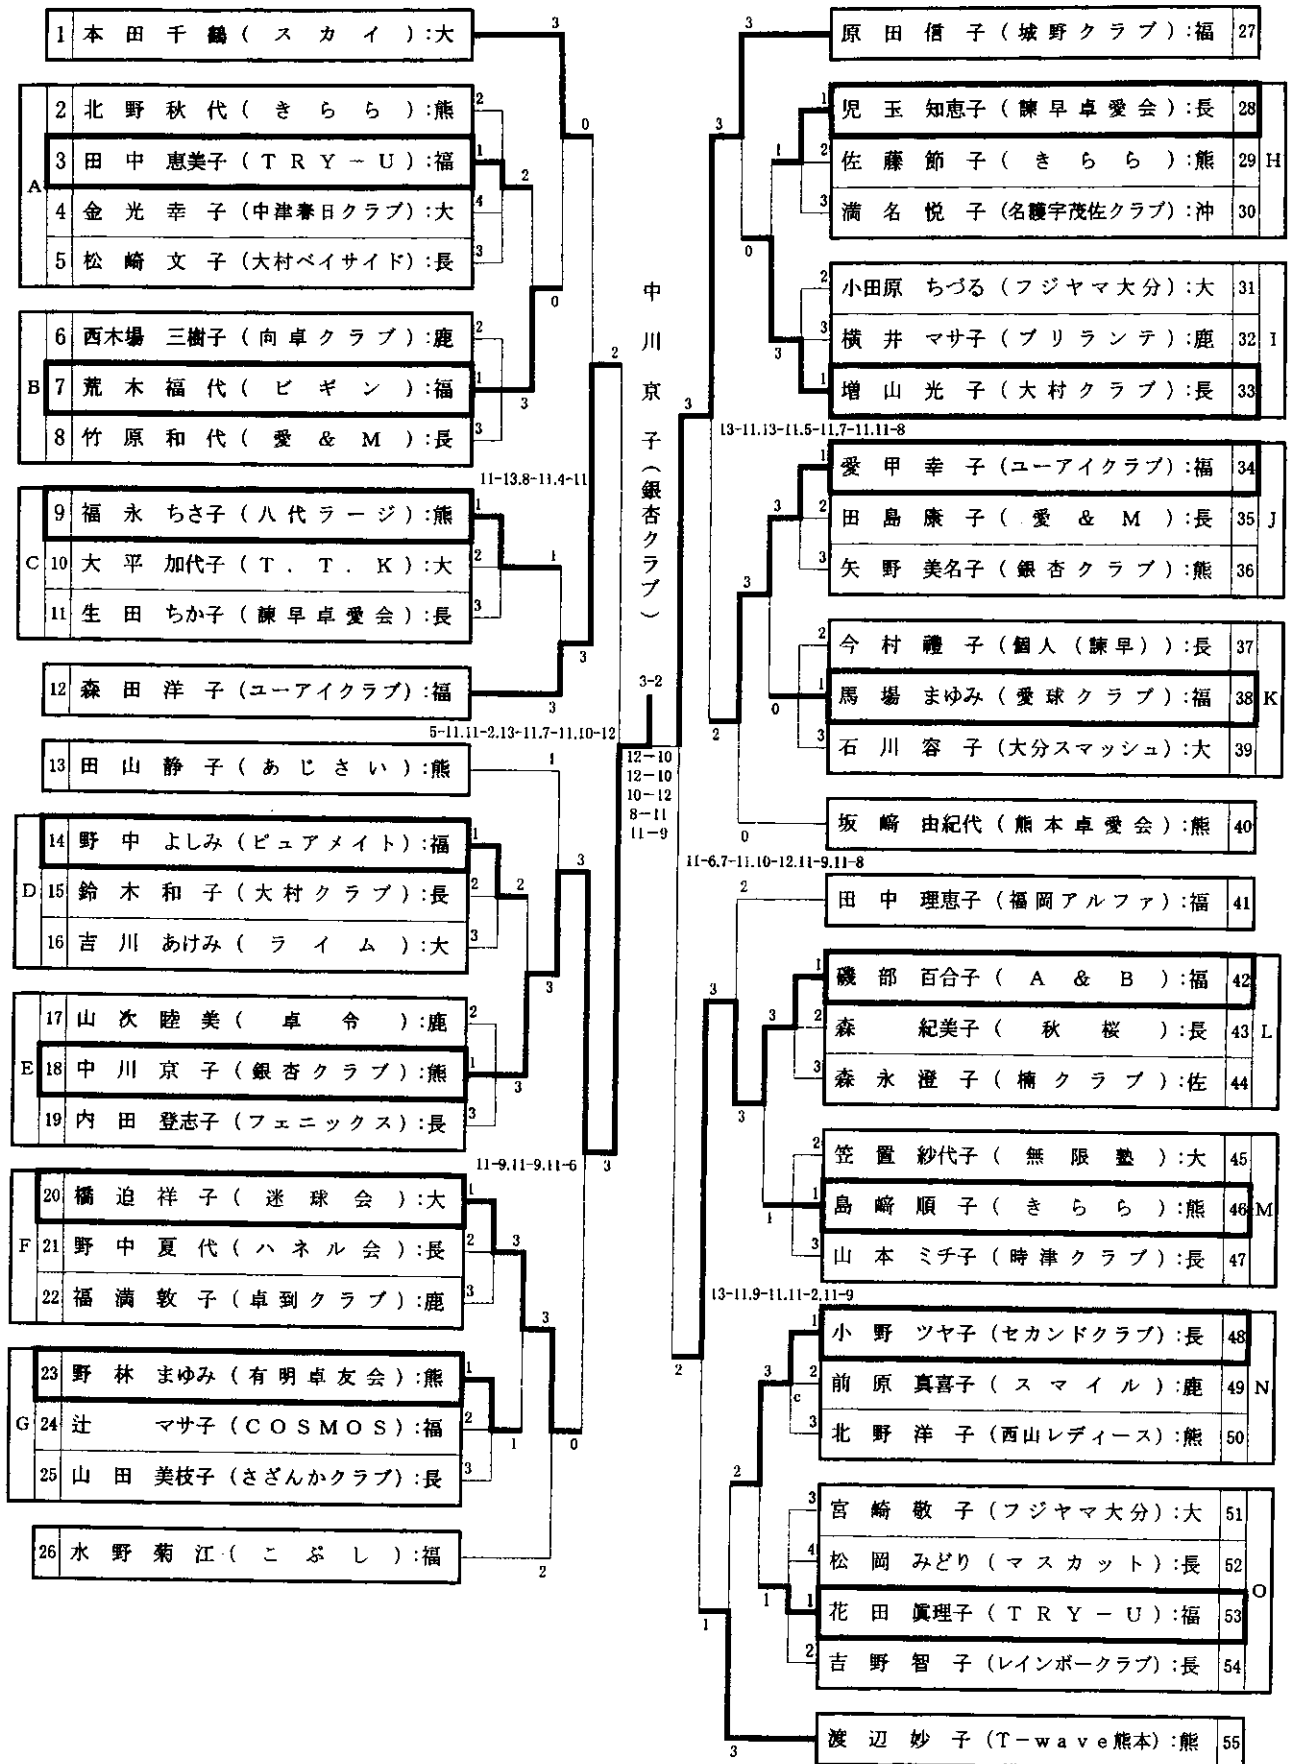 1 本田千鶴(スカイ):大
A
2 北野秋代(きらら):熊
3 田中恵美子(TRY-U):福
4 金光幸子(中津春日クラブ):大
5 松崎文子(大村ベイサイド):長
B
6 西木場三樹子(向卓クラブ):鹿
7 荒木福代(ビギン):福
8 竹原和代(愛&M):長
C
9 福永ちさ子(八代ラージ):熊
10 大平加代子(T.T.K):大
11 生田ちか子(諫早卓愛会):長
12 森田洋子(ユーアイクラブ):福
13 田山静子(あじさい):熊
D
14 野中よしみ(ピュアメイト):福
15 鈴木和子(大村クラブ):長
16 吉川あけみ(ライム):大
E
17 山次睦美(卓令):鹿
18 中川京子(銀杏クラブ):熊
19 内田登志子(フェニックス):長
F
20 橋迫祥子(迷球会):大
21 野中夏代(ハネル会):長
22 福満敦子(卓到クラブ):鹿
G
23 野林まゆみ(有明卓友会):熊
24 辻マサ子(COSMOS):福
25 山田美枝子(さざんかクラブ):長
26 水野菊江(こぶし):福
11-13.8-11.4-11
5-11.11-2.13-11.7-11.10-12
11-9.11-9.11-6
中川京子(銀杏クラブ)
3-2
12-10
12-10
10-12
8-11
11-9
13-11.13-11.5-11.7-11.11-8
11-6.7-11.10-12.11-9.11-8
13-11.9-11.11-2.11-9
原田信子(城野クラブ):福 27
H
児玉知恵子(諫早卓愛会):長 28
佐藤節子(きらら):熊 29
満名悦子(名護宇茂佐クラブ):沖 30
I
小田原ちづる(フジヤマ大分):大 31
横井マサ子(ブリランテ):鹿 32
増山光子(大村クラブ):長 33
J
愛甲幸子(ユーアイクラブ):福 34
田島康子(愛&M):長 35
矢野美名子(銀杏クラブ):熊 36
K
今村禮子(個人(諫早)):長 37
馬場まゆみ(愛球クラブ):福 38
石川容子(大分スマッシュ):大 39
坂崎由紀代(熊本卓愛会):熊 40
田中理恵子(福岡アルファ):福 41
L
磯部百合子(A&B):福 42
森紀美子(秋桜):長 43
森永澄子(楠クラブ):佐 44
M
笠置紗代子(無限塾):大 45
島崎順子(きらら):熊 46
山本ミチ子(時津クラブ):長 47
N
小野ツヤ子(セカンドクラブ):長 48
前原真喜子(スマイル):鹿 49
北野洋子(西山レディース):熊 50
O
宮崎敬子(フジヤマ大分):大 51
松岡みどり(マスカット):長 52
花田眞理子(TRY-U):福 53
吉野智子(レインボークラブ):長 54
渡辺妙子(T-wave熊本):熊 55